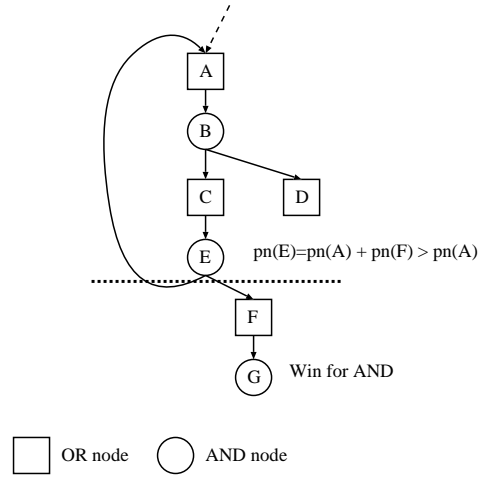 A
B
C
D
E
pn(E)=pn(A) + pn(F) > pn(A)
F
G
Win for AND
OR node
AND node